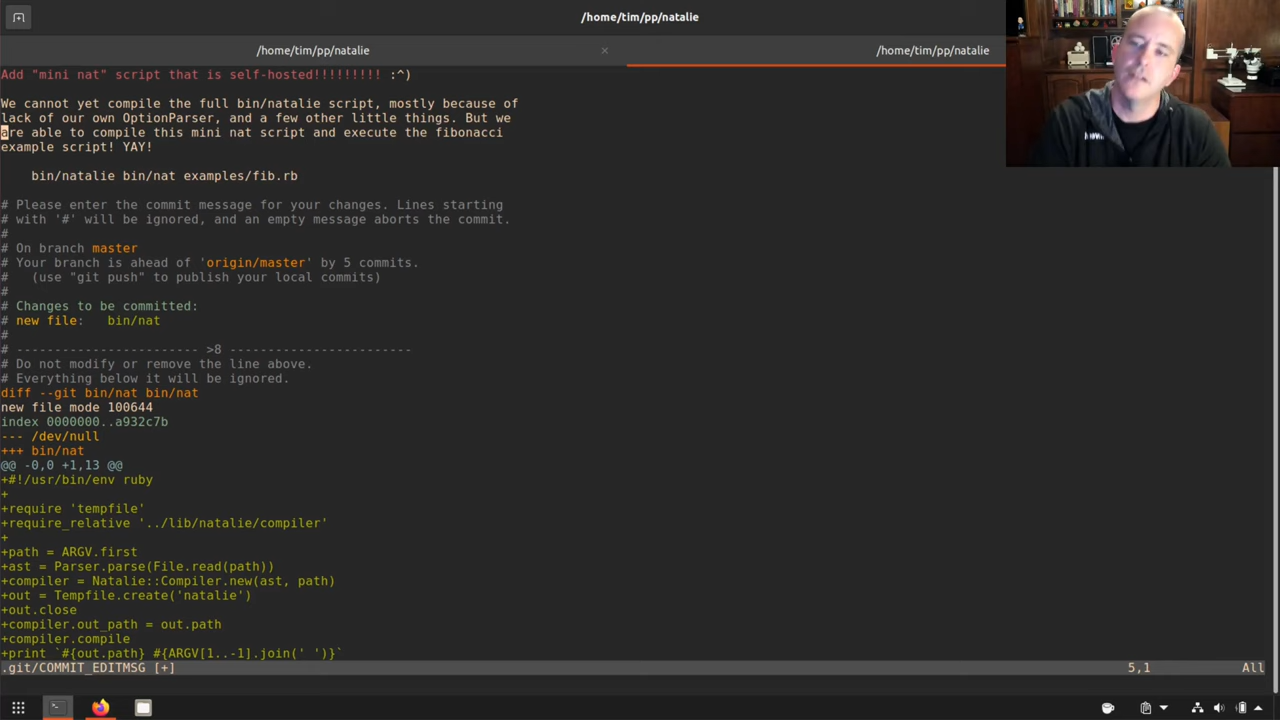 /home/tim/pp/natalie
/home/tim/pp/natalie
/home/tim/pp/natalie
Add "mini nat" script that is self-hosted!!!!!!!!! :^)
We cannot yet compile the full bin/natalie script, mostly because of
lack of our own OptionParser, and a few other little things. But we
are able to compile this mini nat script and execute the fibonacci
example script! YAY!
bin/natalie bin/nat examples/fib.rb
# Please enter the commit message for your changes. Lines starting
# with '#' will be ignored, and an empty message aborts the commit.
#
# On branch master
# Your branch is ahead of 'origin/master' by 5 commits.
#   (use "git push" to publish your local commits)
#
# Changes to be committed:
# new file:   bin/nat
#
# ------------------------ >8 ------------------------
# Do not modify or remove the line above.
# Everything below it will be ignored.
diff --git bin/nat bin/nat
new file mode 100644
index 0000000..a932c7b
--- /dev/null
+++ bin/nat
@@ -0,0 +1,13 @@
+#!/usr/bin/env ruby
+
+require 'tempfile'
+require_relative '../lib/natalie/compiler'
+
+path = ARGV.first
+ast = Parser.parse(File.read(path))
+compiler = Natalie::Compiler.new(ast, path)
+out = Tempfile.create('natalie')
+out.close
+compiler.out_path = out.path
+compiler.compile
+print `#{out.path} #{ARGV[1..-1].join(' ')}`
.git/COMMIT_EDITMSG [+] 5,1 All